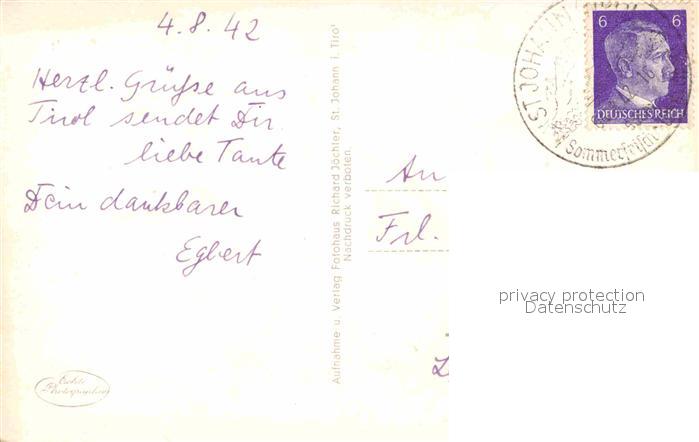 4.8.42
Herzl. Grüße aus
Tirol sendet Dir
liebe Tante
Dein dankbarer
Egbert
Echte
Photographie
Aufnahme u. Verlag Fotohaus Richard Jöchler, St. Johann i. Tirol
Nachdruck verboten.
An
Frl.
ST. JOHANN
Sommerfrische
6 6
DEUTSCHES REICH
privacy protection
Datenschutz